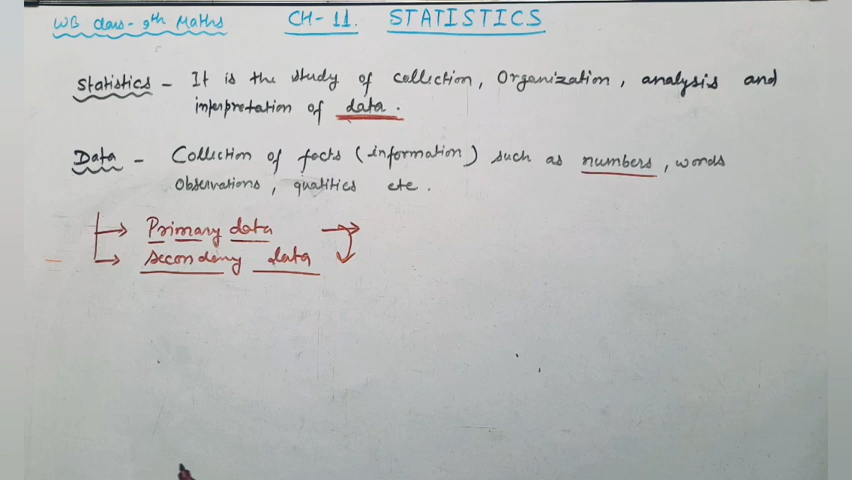 WB class - 9th Maths CH - 11. STATISTICS
Statistics - It is the study of collection, Organization, analysis and
interpretation of data.
Data - Collection of facts (information) such as numbers, words
Observations, qualities etc.
Primary data
Secondary data